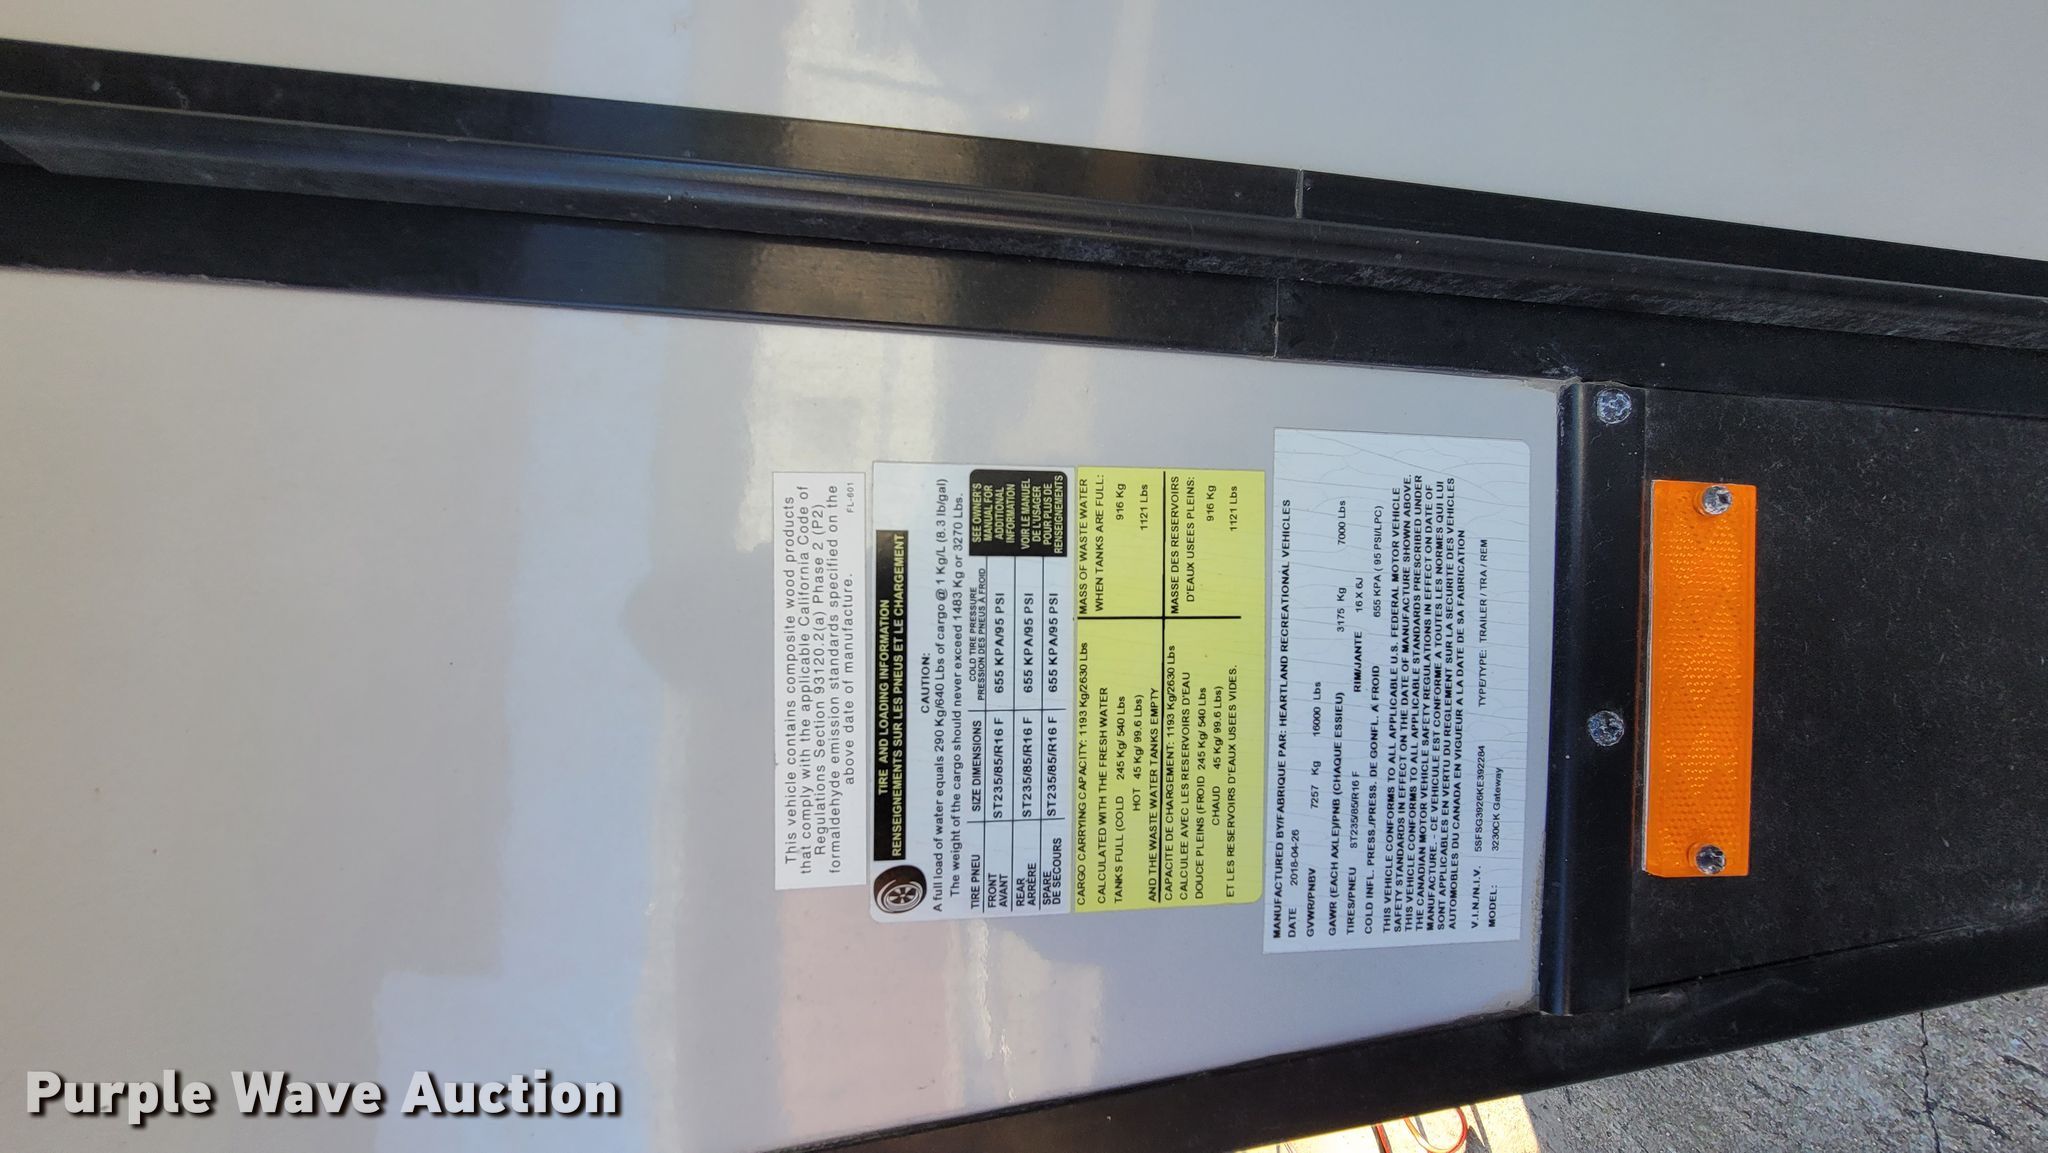 This vehicle contains composite wood products
that comply with the applicable California Code of
Regulations Section 93120.2(a) Phase 2 (P2)
formaldehyde emission standards specified on the
above date of manufacture.
FL-601
TIRE AND LOADING INFORMATION
RENSEIGNEMENTS SUR LES PNEUS ET LE CHARGEMENT
CAUTION:
A full load of water equals 290 Kg/640 Lbs of cargo @ 1 Kg/L (8.3 lb/gal)
The weight of the cargo should never exceed 1483 Kg or 3270 Lbs.
TIRE PNEU SIZE DIMENSIONS COLD TIRE PRESSURE
PRESSION DES PNEUS À FROID
FRONT
AVANT ST235/85/R16 F 655 KPA/95 PSI
REAR
ARRÈRE ST235/85/R16 F 655 KPA/95 PSI
SPARE
DE SECOURS ST235/85/R16 F 655 KPA/95 PSI
SEE OWNER'S
MANUAL FOR
ADDITIONAL
INFORMATION
VOIR LE MANUEL
DE L'USAGER
POUR PLUS DE
RENSEIGNEMENTS
CARGO CARRYING CAPACITY: 1193 Kg/2630 Lbs
CALCULATED WITH THE FRESH WATER
TANKS FULL (COLD 245 Kg/ 540 Lbs
HOT 45 Kg/ 99.6 Lbs)
AND THE WASTE WATER TANKS EMPTY
MASS OF WASTE WATER
WHEN TANKS ARE FULL:
916 Kg
1121 Lbs
CAPACITE DE CHARGEMENT: 1193 Kg/2630 Lbs
CALCULEE AVEC LES RESERVOIRS D'EAU
DOUCE PLEINS (FROID 245 Kg/ 540 Lbs
CHAUD 45 Kg/ 99.6 Lbs)
ET LES RESERVOIRS D'EAUX USEES VIDES.
MASSE DES RESERVOIRS
D'EAUX USEES PLEINS:
916 Kg
1121 Lbs
MANUFACTURED BY/FABRIQUE PAR: HEARTLAND RECREATIONAL VEHICLES
DATE 2018-04-26
GVWR/PNBV 7257 Kg 16000 Lbs
GAWR (EACH AXLE)/PNB (CHAQUE ESSIEU) 3175 Kg 7000 Lbs
TIRES/PNEU ST235/85/R16 F RIM/JANTE 16 X 6J
COLD INFL. PRESS./PRESS. DE GONFL. A FROID 655 KPA ( 95 PSI/LPC)
THIS VEHICLE CONFORMS TO ALL APPLICABLE U.S. FEDERAL MOTOR VEHICLE
SAFETY STANDARDS IN EFFECT ON THE DATE OF MANUFACTURE SHOWN ABOVE.
THIS VEHICLE CONFORMS TO ALL APPLICABLE STANDARDS PRESCRIBED UNDER
THE CANADIAN MOTOR VEHICLE SAFETY REGULATIONS IN EFFECT ON DATE OF
MANUFACTURE. - CE VEHICULE EST CONFORME A TOUTES LES NORMES QUI LUI
SONT APPLICABLES EN VERTU DU REGLEMENT SUR LA SECURITE DES VEHICLES
AUTOMOBLES DU CANADA EN VIGUEUR A LA DATE DE SA FABRICATION
V.I.N./N.I.V. 5SFSG3926KE392284 TYPE/TYPE: TRAILER / TRA / REM
MODEL: 3230CK Gateway
Purple Wave Auction